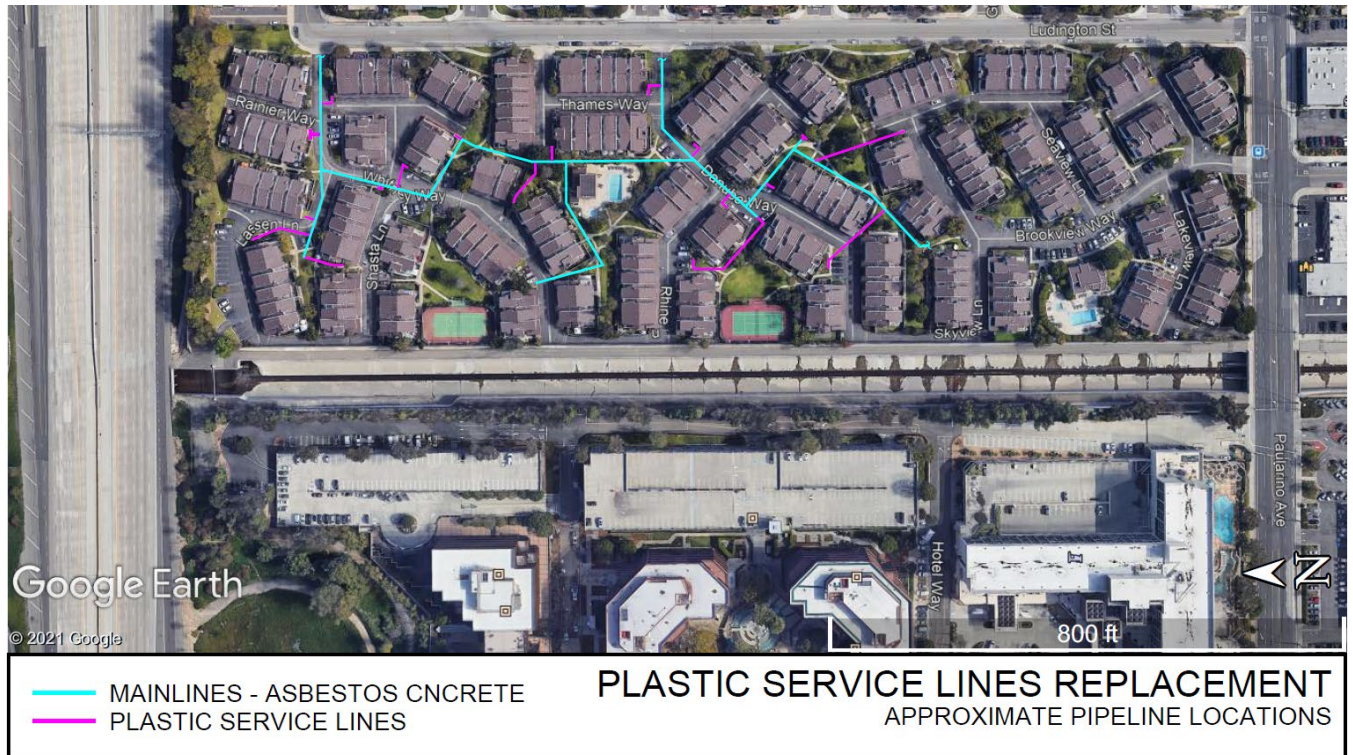 Ludington St
Rainier Way
Thames Way
Whitney Way
Danube Way
Seaview Ln
Lassen Ln
Shasta Ln
Brookview Way
Lakeview Ln
Rhine
Skyview Ln
Paularino Ave
Hotel Way
N
Google Earth
© 2021 Google
800 ft
MAINLINES - ASBESTOS CNCRETE
PLASTIC SERVICE LINES
PLASTIC SERVICE LINES REPLACEMENT
APPROXIMATE PIPELINE LOCATIONS